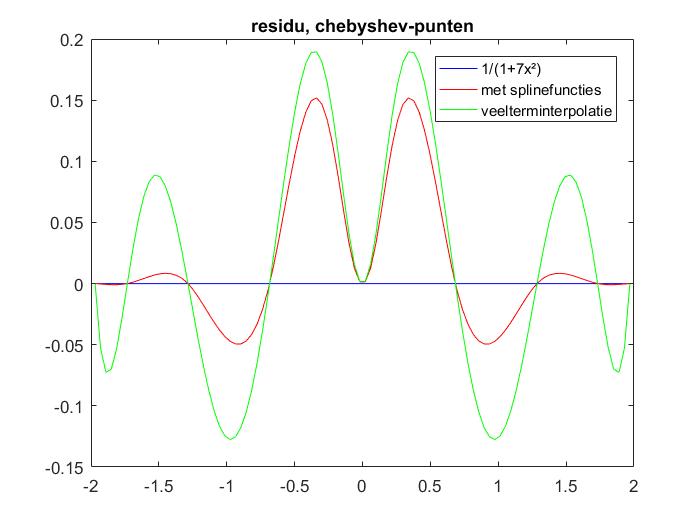 residu, chebyshev-punten
1/(1+7x²)
met splinefuncties
veelterminterpolatie
0.2
0.15
0.1
0.05
0
-0.05
-0.1
-0.15
-2 -1.5 -1 -0.5 0 0.5 1 1.5 2